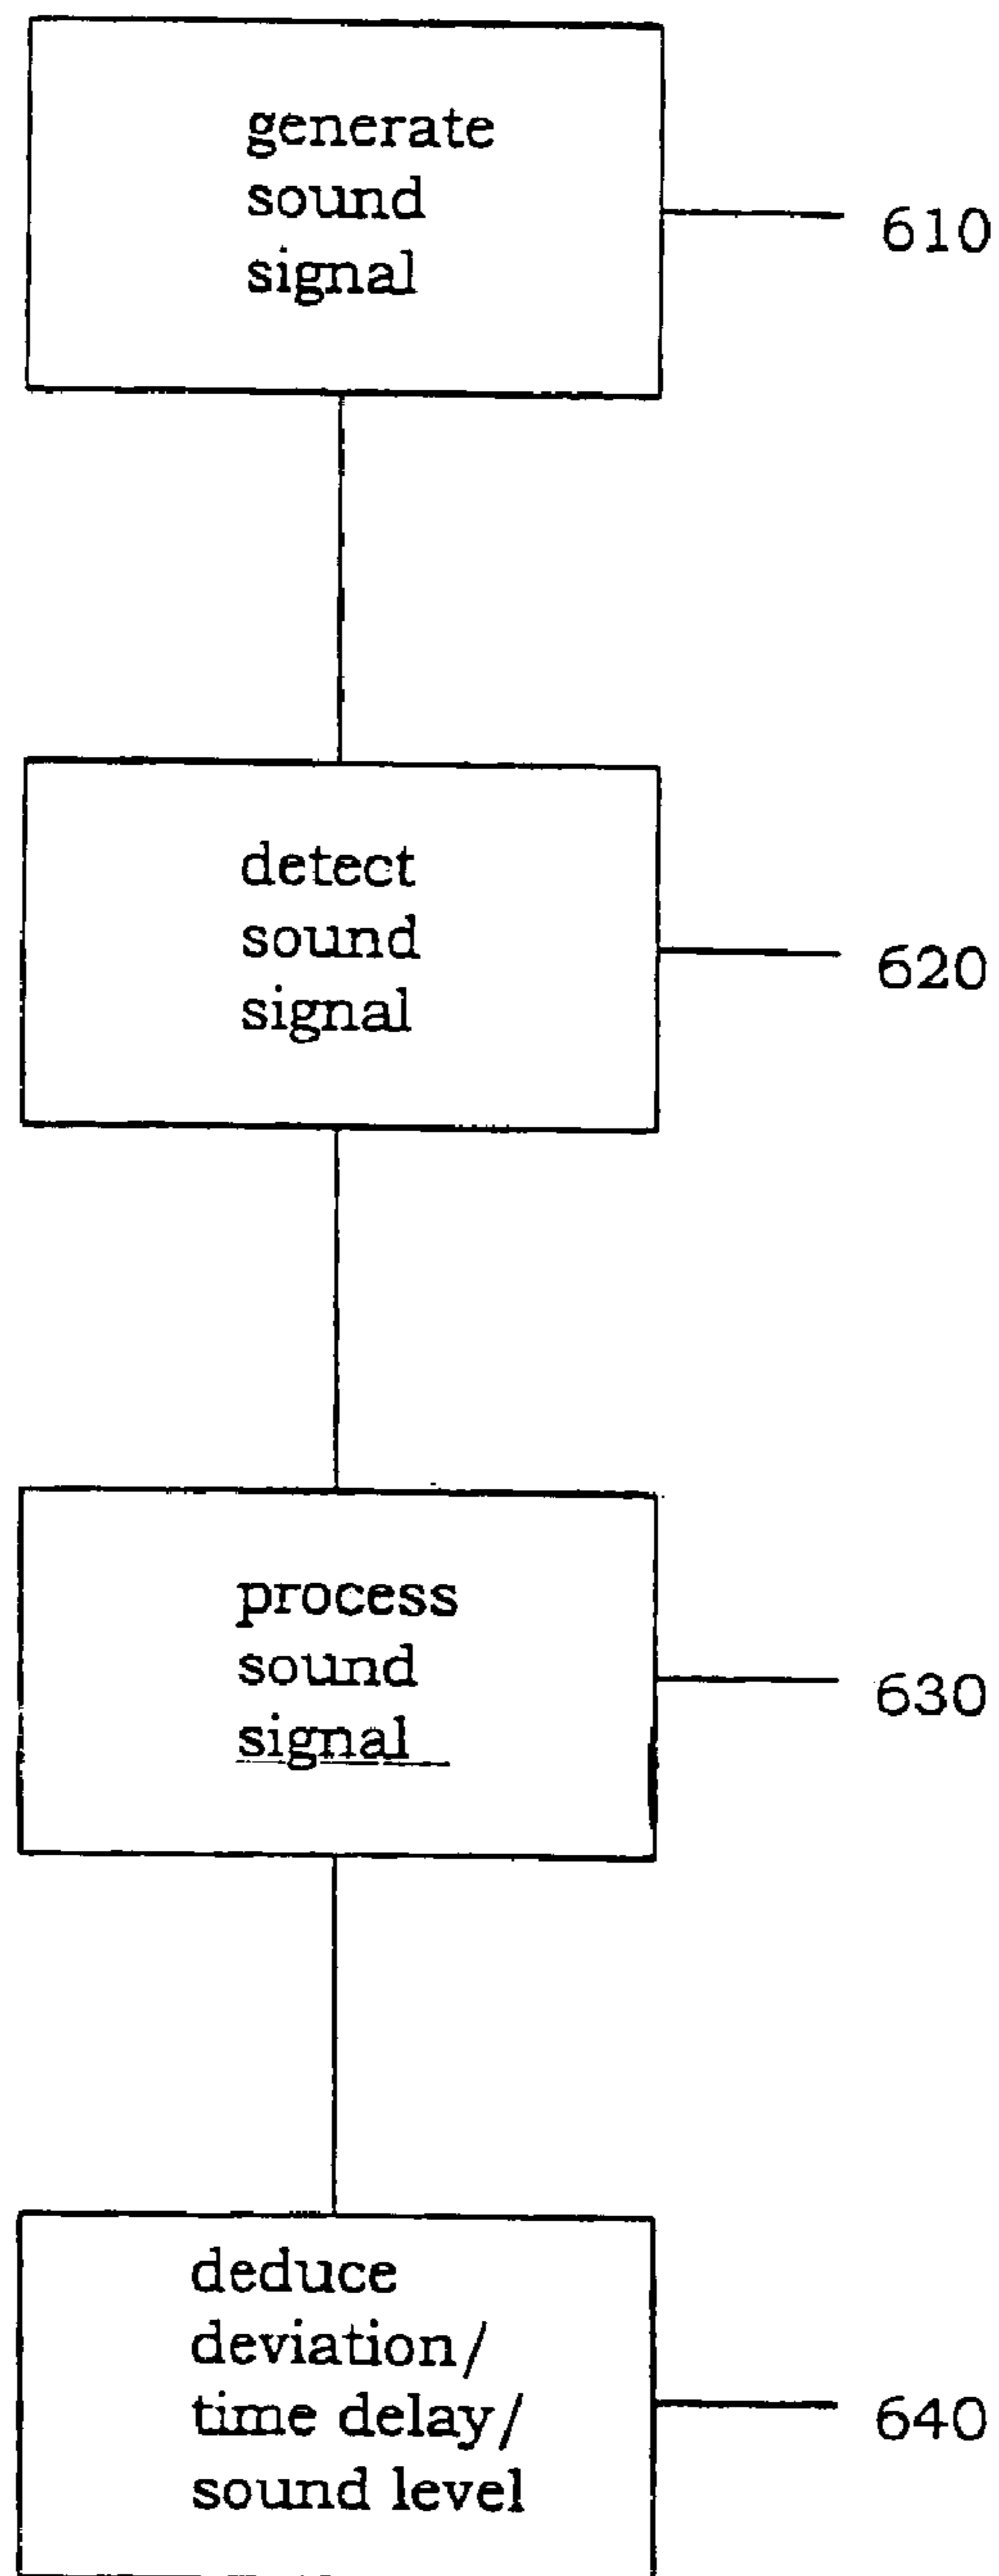 generate
sound
signal
610
detect
sound
signal
620
process
sound
signal
630
deduce
deviation/
time delay/
sound level
640